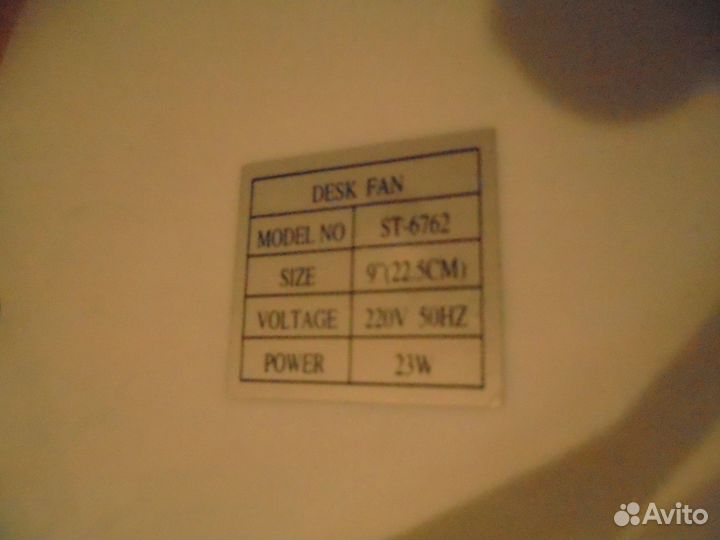 DESK FAN
MODEL NO ST-6762
SIZE 9"(22.5CM)
VOLTAGE 220V 50HZ
POWER 23W
Avito